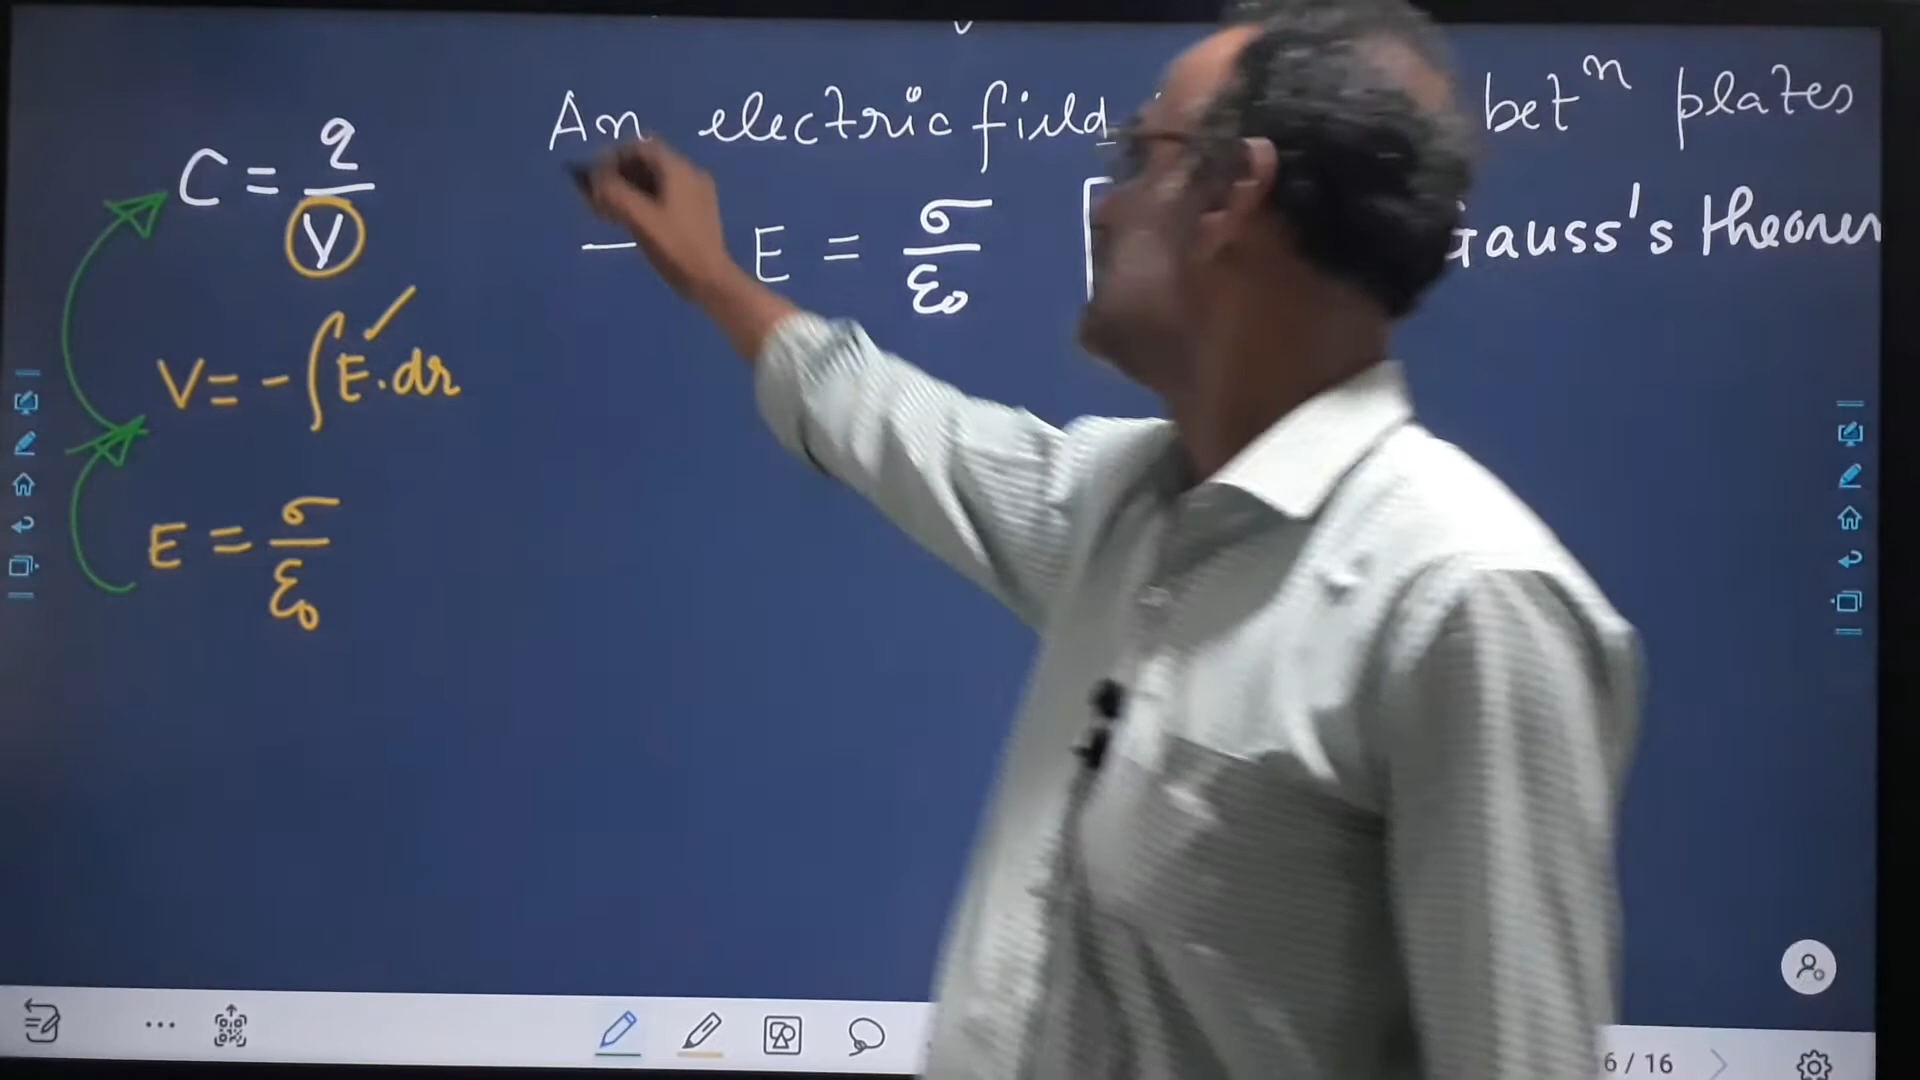 An electric field betⁿ plates
C = q/V
— E = σ/ε₀ [ Gauss's theorem
V = - ∫ E . dr
E = σ/ε₀
6 / 16